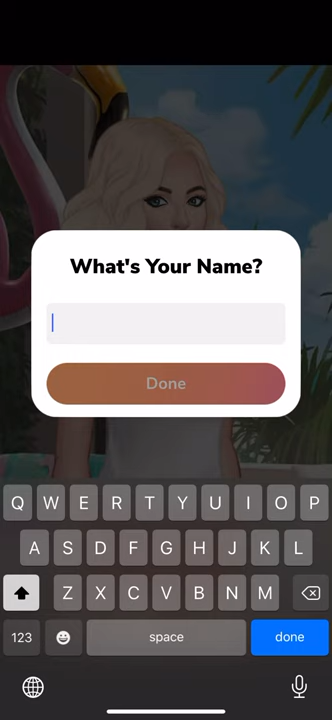 What's Your Name?
Done
Q W E R T Y U I O P
A S D F G H J K L
Z X C V B N M
123 space done